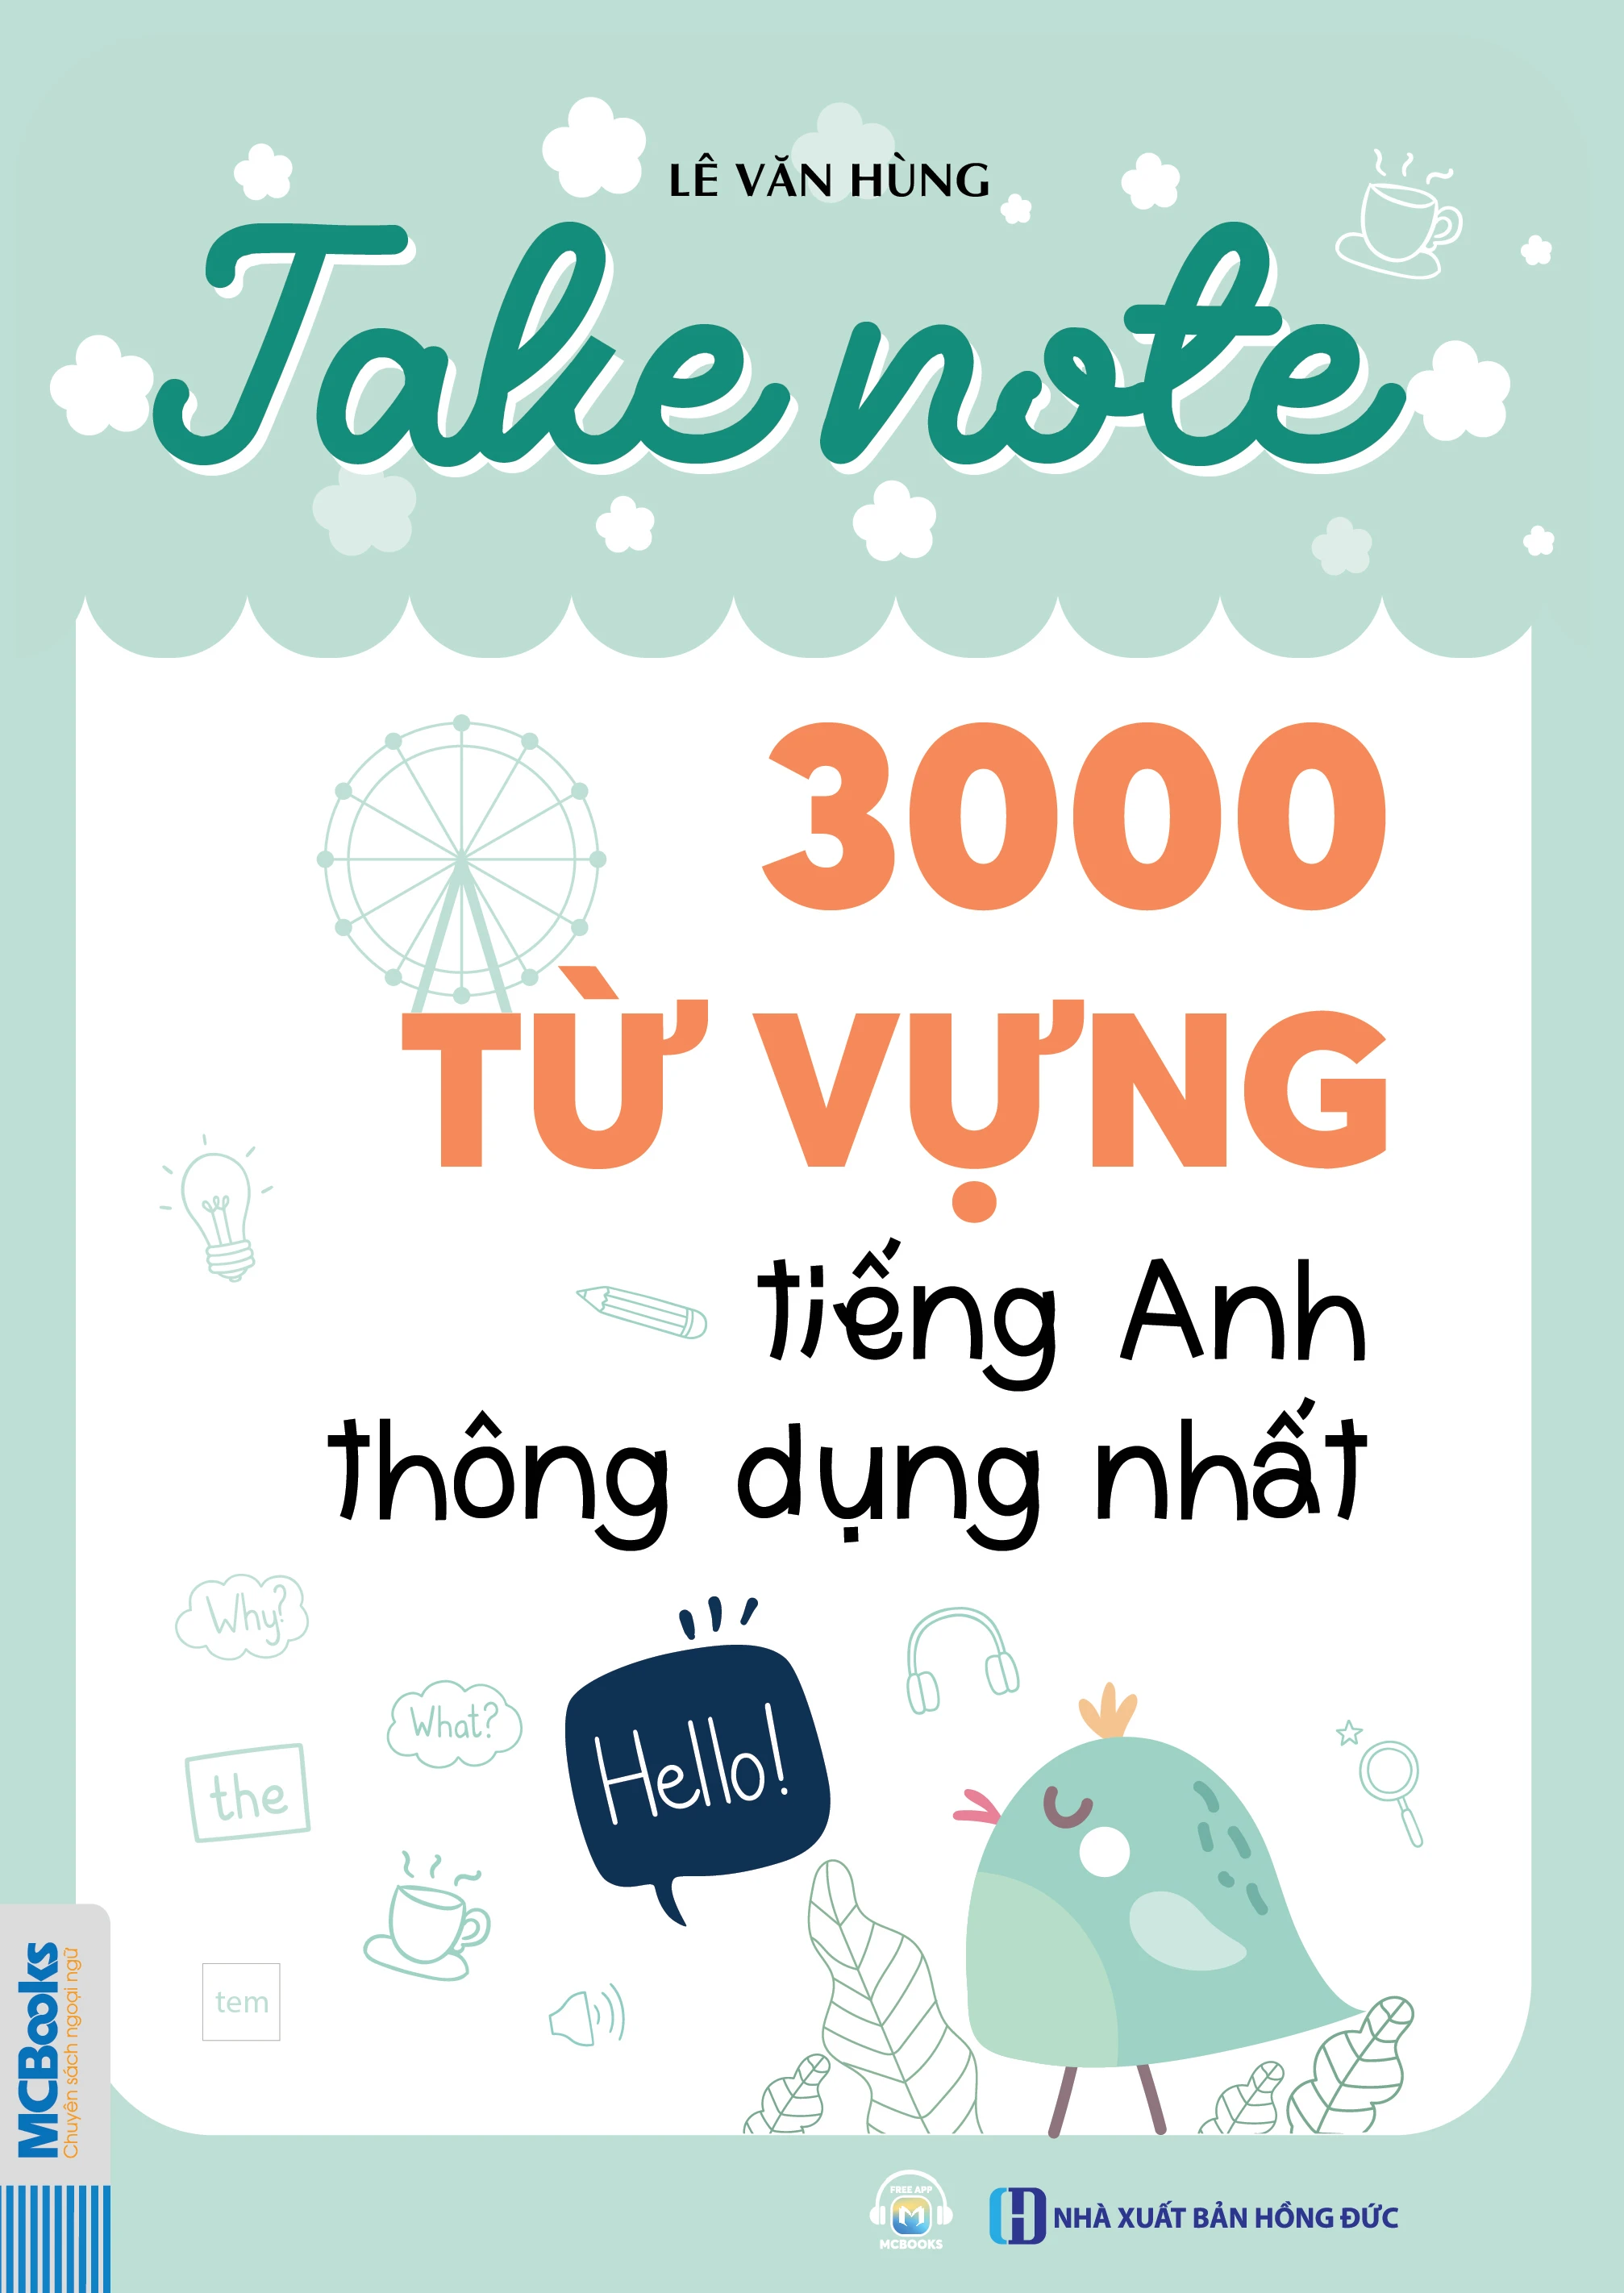 LÊ VĂN HÙNG
Take note
3000
TỪ VỰNG
tiếng Anh
thông dụng nhất
Why?
What?
Hello!
the
tem
MCBooks
Chuyên sách ngoại ngữ
FREE APP
M
MCBOOKS
NHÀ XUẤT BẢN HỒNG ĐỨC